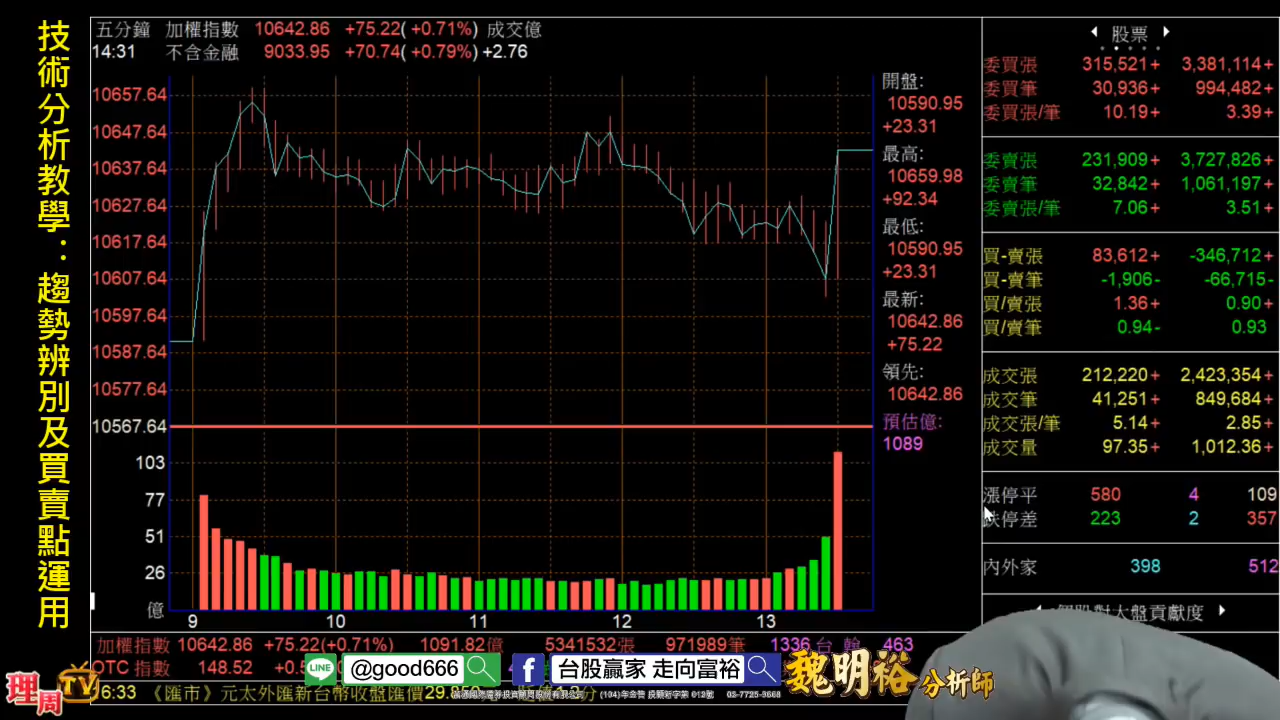 技術分析教學：趨勢辨別及買賣點運用
五分鐘 加權指數 10642.86 +75.22( +0.71%) 成交億
14:31 不含金融 9033.95 +70.74( +0.79%) +2.76
10657.64
10647.64
10637.64
10627.64
10617.64
10607.64
10597.64
10587.64
10577.64
10567.64
103
77
51
26
億
9 10 11 12 13
開盤:
10590.95
+23.31
最高:
10659.98
+92.34
最低:
10590.95
+23.31
最新:
10642.86
+75.22
領先:
10642.86
預估億:
1089
股票
委買張 315,521+ 3,381,114+
委買筆 30,936+ 994,482+
委買張/筆 10.19+ 3.39+
委賣張 231,909+ 3,727,826+
委賣筆 32,842+ 1,061,197+
委賣張/筆 7.06+ 3.51+
買-賣張 83,612+ -346,712+
買-賣筆 -1,906- -66,715-
買/賣張 1.36+ 0.90+
買/賣筆 0.94- 0.93
成交張 212,220+ 2,423,354+
成交筆 41,251+ 849,684+
成交張/筆 5.14+ 2.85+
成交量 97.35+ 1,012.36+
漲停平 580 4 109
跌停差 223 2 357
內外家 398 512
個股對大盤貢獻度
加權指數 10642.86 +75.22(+0.71%) 1091.82億 5341532張 971989筆 1336台 463
OTC 指數 148.52
6:33 《匯市》元太外匯新台幣收盤匯價29.8
LINE @good666
f 台股贏家 走向富裕
魏明裕 分析師
理周TV